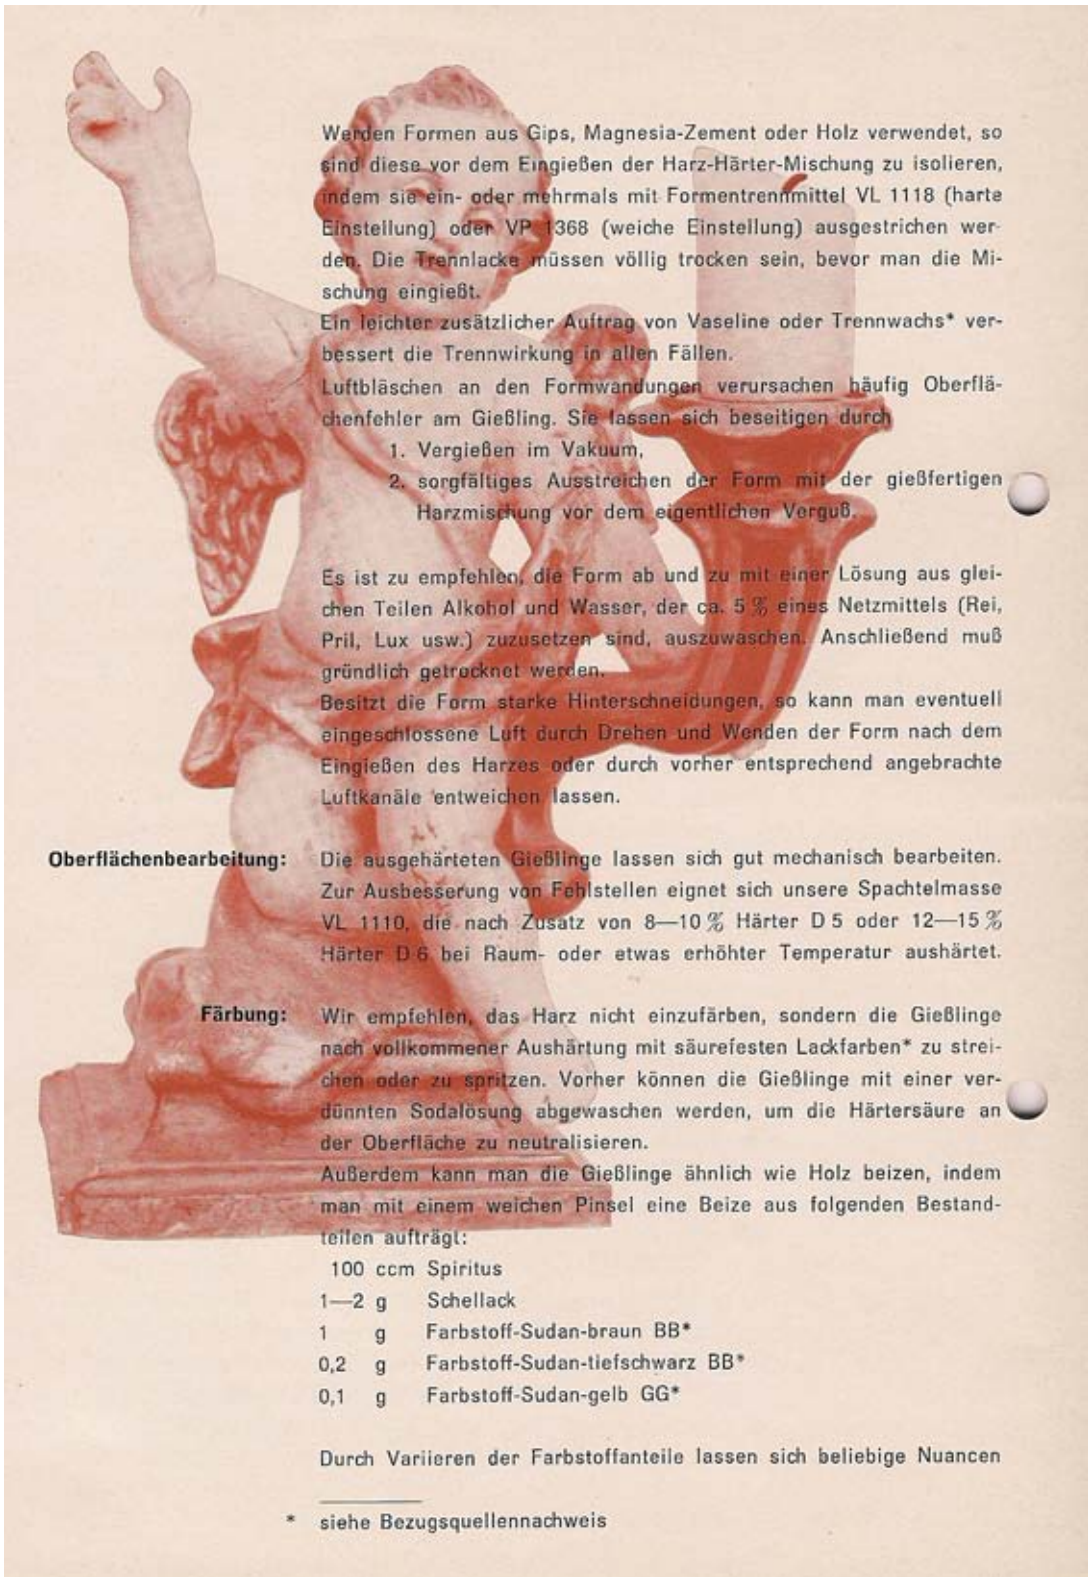 Werden Formen aus Gips, Magnesia-Zement oder Holz verwendet, so
sind diese vor dem Eingießen der Harz-Härter-Mischung zu isolieren,
indem sie ein- oder mehrmals mit Formentrennmittel VL 1118 (harte
Einstellung) oder VP 1368 (weiche Einstellung) ausgestrichen wer-
den. Die Trennlacke müssen völlig trocken sein, bevor man die Mi-
schung eingießt.
Ein leichter zusätzlicher Auftrag von Vaseline oder Trennwachs* ver-
bessert die Trennwirkung in allen Fällen.
Luftbläschen an den Formwandungen verursachen häufig Oberflä-
chenfehler am Gießling. Sie lassen sich beseitigen durch
1. Vergießen im Vakuum,
2. sorgfältiges Ausstreichen der Form mit der gießfertigen
Harzmischung vor dem eigentlichen Verguß.
Es ist zu empfehlen, die Form ab und zu mit einer Lösung aus glei-
chen Teilen Alkohol und Wasser, der ca. 5 % eines Netzmittels (Rei,
Pril, Lux usw.) zuzusetzen sind, auszuwaschen. Anschließend muß
gründlich getrocknet werden.
Besitzt die Form starke Hinterschneidungen, so kann man eventuell
eingeschlossene Luft durch Drehen und Wenden der Form nach dem
Eingießen des Harzes oder durch vorher entsprechend angebrachte
Luftkanäle entweichen lassen.
Oberflächenbearbeitung: Die ausgehärteten Gießlinge lassen sich gut mechanisch bearbeiten.
Zur Ausbesserung von Fehlstellen eignet sich unsere Spachtelmasse
VL 1110, die nach Zusatz von 8—10 % Härter D 5 oder 12—15 %
Härter D 6 bei Raum- oder etwas erhöhter Temperatur aushärtet.
Färbung: Wir empfehlen, das Harz nicht einzufärben, sondern die Gießlinge
nach vollkommener Aushärtung mit säurefesten Lackfarben* zu strei-
chen oder zu spritzen. Vorher können die Gießlinge mit einer ver-
dünnten Sodalösung abgewaschen werden, um die Härtersäure an
der Oberfläche zu neutralisieren.
Außerdem kann man die Gießlinge ähnlich wie Holz beizen, indem
man mit einem weichen Pinsel eine Beize aus folgenden Bestand-
teilen aufträgt:
100 ccm Spiritus
1—2 g Schellack
1 g Farbstoff-Sudan-braun BB*
0,2 g Farbstoff-Sudan-tiefschwarz BB*
0,1 g Farbstoff-Sudan-gelb GG*
Durch Variieren der Farbstoffanteile lassen sich beliebige Nuancen
* siehe Bezugsquellennachweis